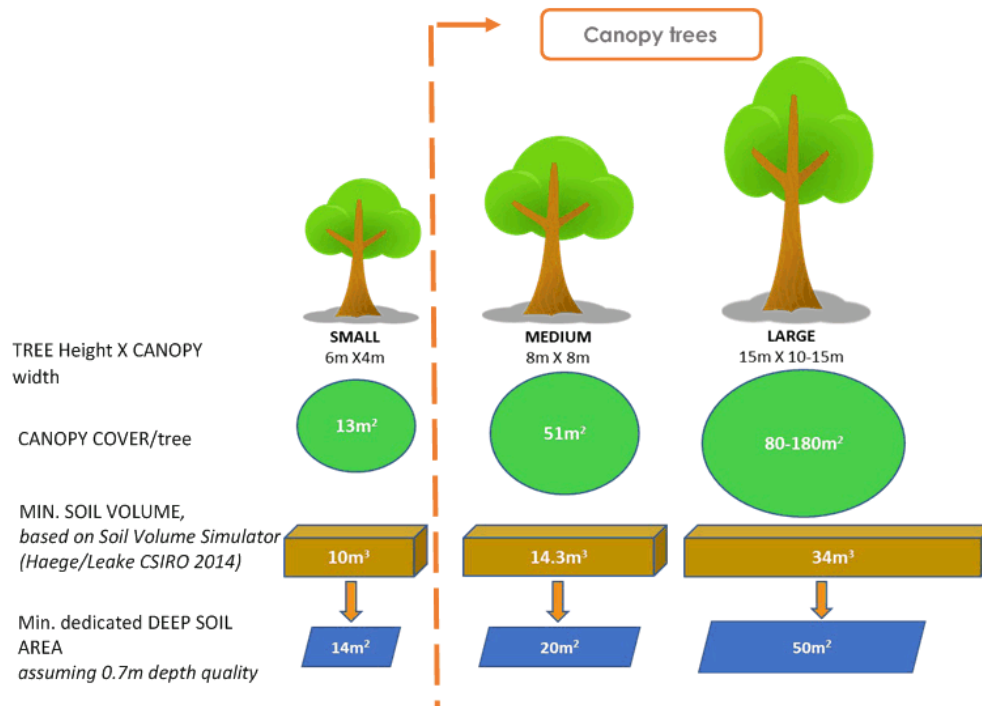 Canopy trees
SMALL
6m X4m
MEDIUM
8m X 8m
LARGE
15m X 10-15m
TREE Height X CANOPY
width
CANOPY COVER/tree
13m²
51m²
80-180m²
MIN. SOIL VOLUME,
based on Soil Volume Simulator
(Haege/Leake CSIRO 2014)
10m³
14.3m³
34m³
Min. dedicated DEEP SOIL
AREA
assuming 0.7m depth quality
14m²
20m²
50m²